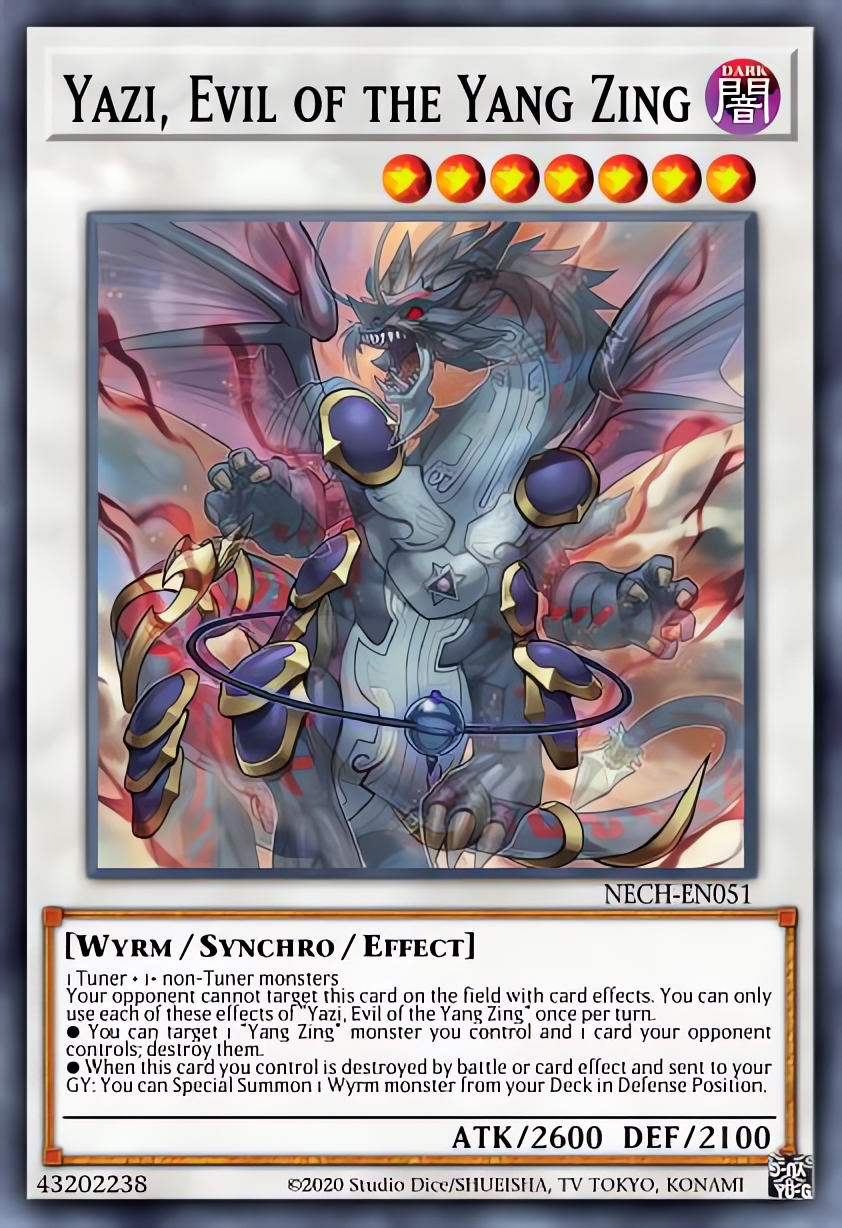 Yazi, Evil of the Yang Zing
DARK
闇
NECH-EN051
[Wyrm / Synchro / Effect]
1 Tuner + 1+ non-Tuner monsters
Your opponent cannot target this card on the field with card effects. You can only
use each of these effects of "Yazi, Evil of the Yang Zing" once per turn.
● You can target 1 "Yang Zing" monster you control and 1 card your opponent
controls; destroy them.
● When this card you control is destroyed by battle or card effect and sent to your
GY: You can Special Summon 1 Wyrm monster from your Deck in Defense Position.
ATK/2600 DEF/2100
43202238
©2020 Studio Dice/SHUEISHA, TV TOKYO, KONAMI